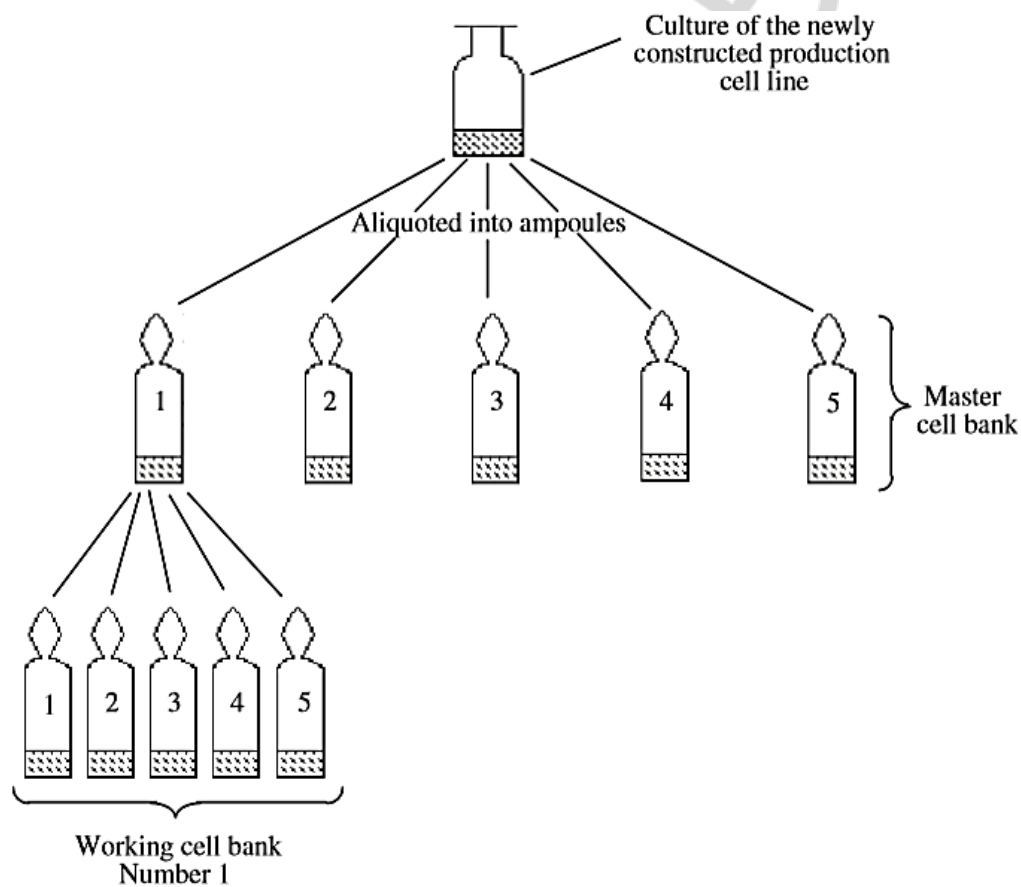 Culture of the newly
constructed production
cell line
Aliquoted into ampoules
1
2
3
4
5
Master
cell bank
1
2
3
4
5
Working cell bank
Number 1